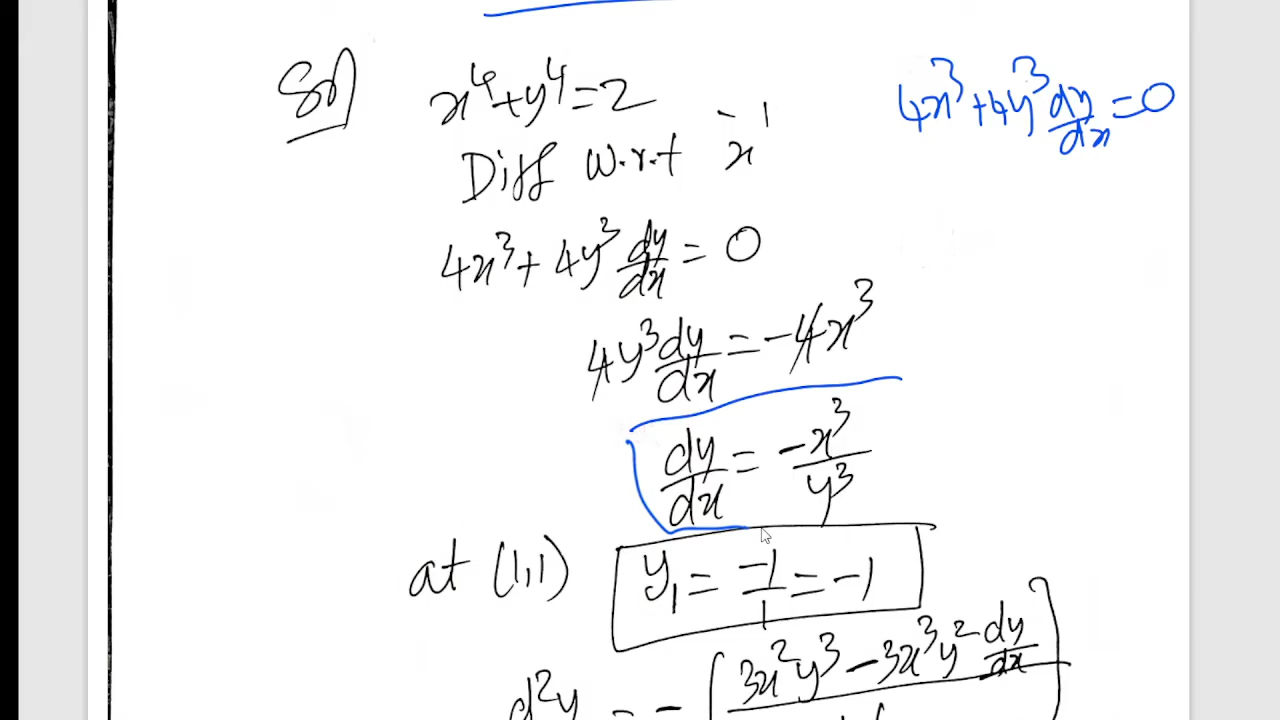 Sol x⁴+y⁴=2
4x³+4y³ dy/dx = 0
Diff w.r.t 'x'
4x³+4y³ dy/dx = 0
4y³ dy/dx = -4x³
dy/dx = -x³/y³
at (1,1) y₁ = -1/1 = -1
d²y = - [3x²y³ - 3x³y² dy/dx]